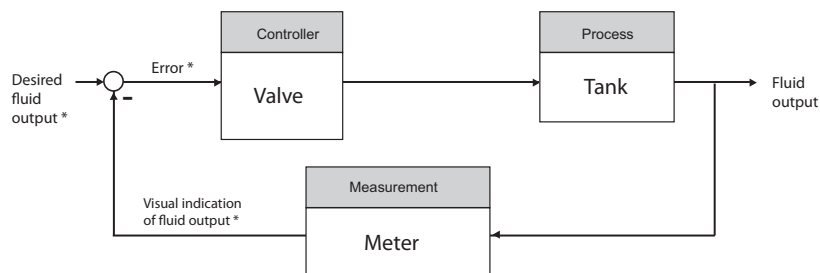 Controller
Process
Desired
fluid
output *
Error *
-
Valve
Tank
Fluid
output
Measurement
Visual indication
of fluid output *
Meter